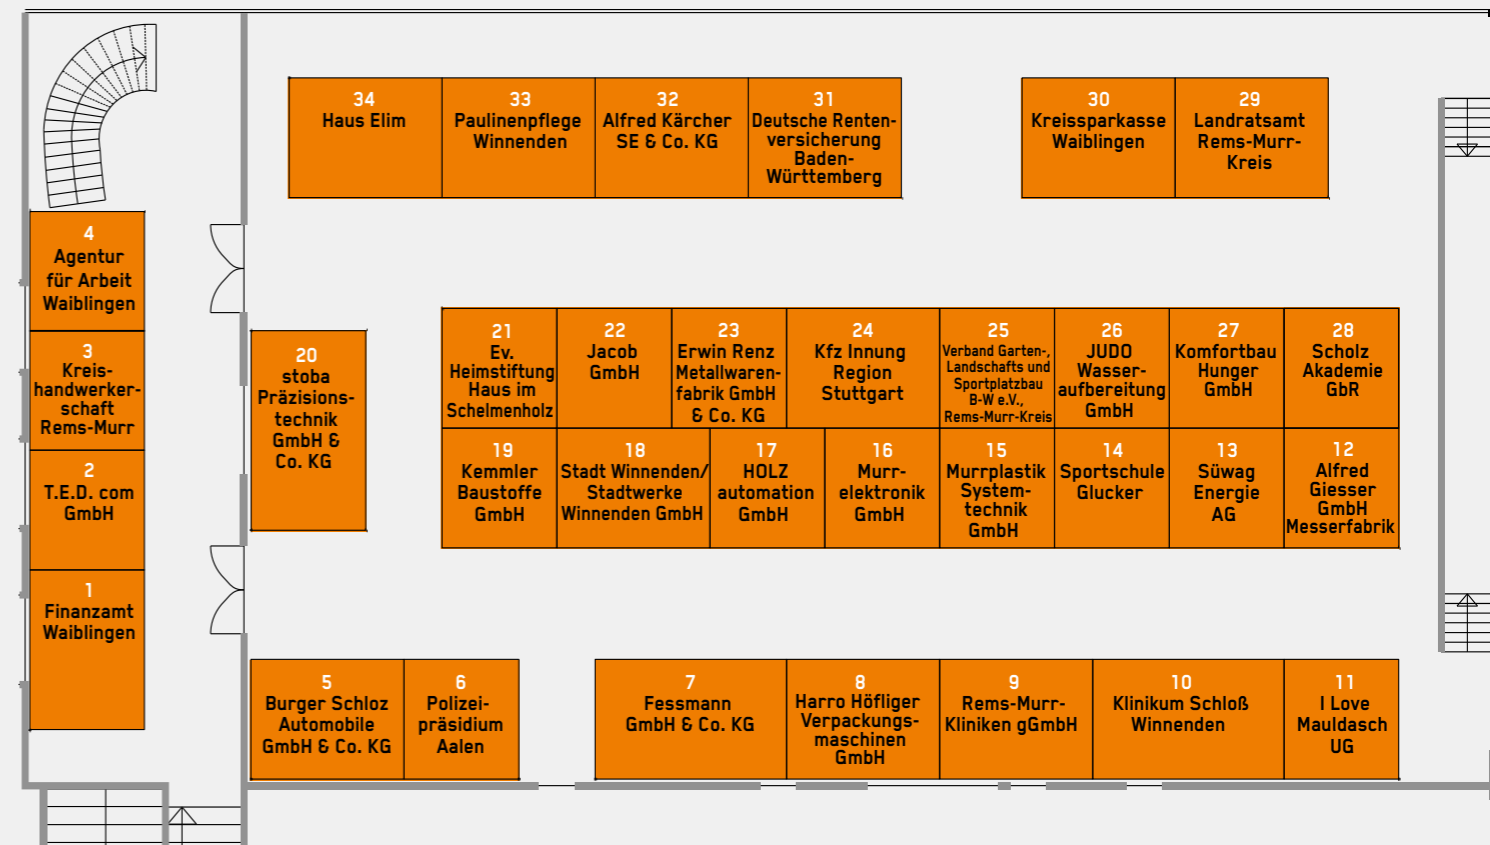 34
Haus Elim
33
Paulinenpflege
Winnenden
32
Alfred Kärcher
SE & Co. KG
31
Deutsche Renten-
versicherung
Baden-
Württemberg
30
Kreissparkasse
Waiblingen
29
Landratsamt
Rems-Murr-
Kreis
4
Agentur
für Arbeit
Waiblingen
3
Kreis-
handwerker-
schaft
Rems-Murr
2
T.E.D. com
GmbH
1
Finanzamt
Waiblingen
20
stoba
Präzisions-
technik
GmbH &
Co. KG
21
Ev.
Heimstiftung
Haus im
Schelmenholz
22
Jacob
GmbH
23
Erwin Renz
Metallwaren-
fabrik GmbH
& Co. KG
24
Kfz Innung
Region
Stuttgart
25
Verband Garten-,
Landschafts und
Sportplatzbau
B-W e.V.,
Rems-Murr-Kreis
26
JUDO
Wasser-
aufbereitung
GmbH
27
Komfortbau
Hunger
GmbH
28
Scholz
Akademie
GbR
19
Kemmler
Baustoffe
GmbH
18
Stadt Winnenden/
Stadtwerke
Winnenden GmbH
17
HOLZ
automation
GmbH
16
Murr-
elektronik
GmbH
15
Murrplastik
System-
technik
GmbH
14
Sportschule
Glucker
13
Süwag
Energie
AG
12
Alfred
Giesser
GmbH
Messerfabrik
5
Burger Schloz
Automobile
GmbH & Co. KG
6
Polizei-
präsidium
Aalen
7
Fessmann
GmbH & Co. KG
8
Harro Höfliger
Verpackungs-
maschinen
GmbH
9
Rems-Murr-
Kliniken gGmbH
10
Klinikum Schloß
Winnenden
11
I Love
Mauldasch
UG